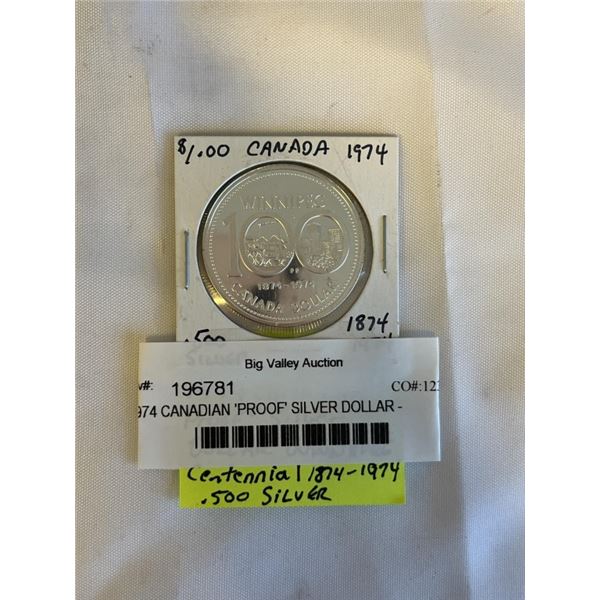 $1.00 CANADA 1974
WINNIPEG
100
1874-1974
CANADA DOLLAR
.500 1874
SILVER
Big Valley Auction
#: 196781 CO#:12
974 CANADIAN 'PROOF' SILVER DOLLAR -
Centennial 1874-1974
.500 SILVER